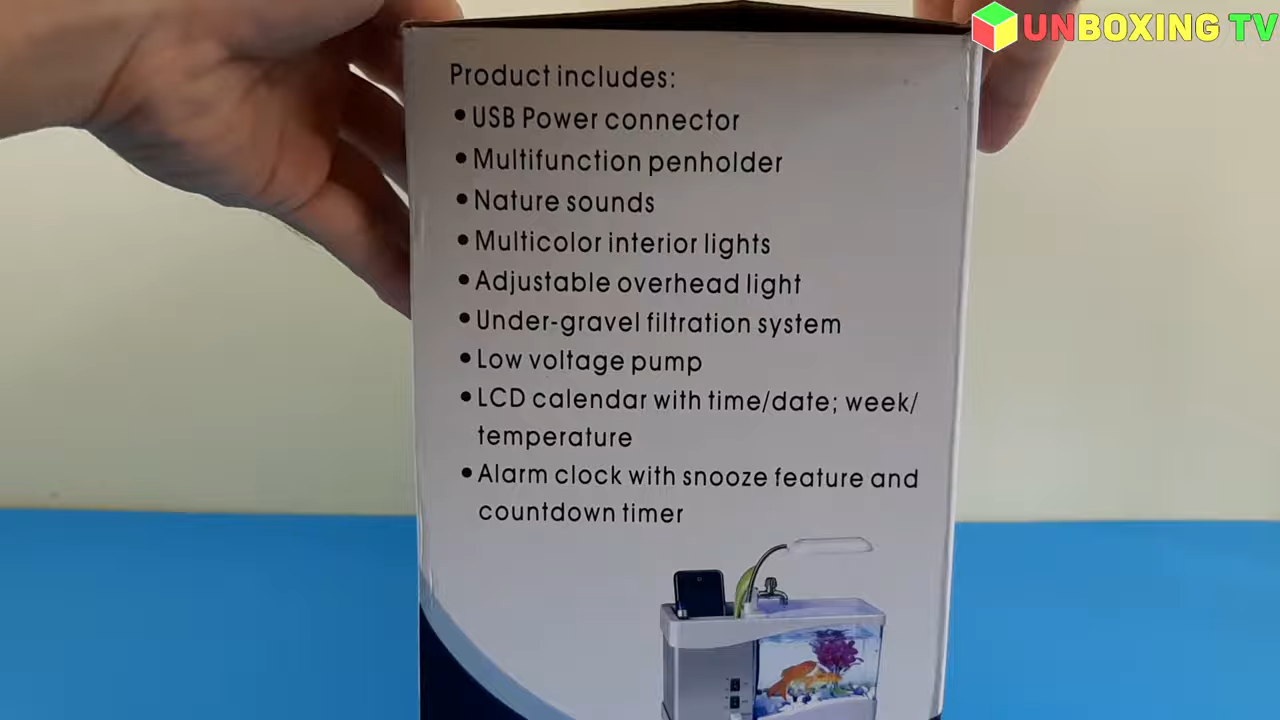 UNBOXING TV
Product includes:
• USB Power connector
• Multifunction penholder
• Nature sounds
• Multicolor interior lights
• Adjustable overhead light
• Under-gravel filtration system
• Low voltage pump
• LCD calendar with time/date; week/
temperature
• Alarm clock with snooze feature and
countdown timer